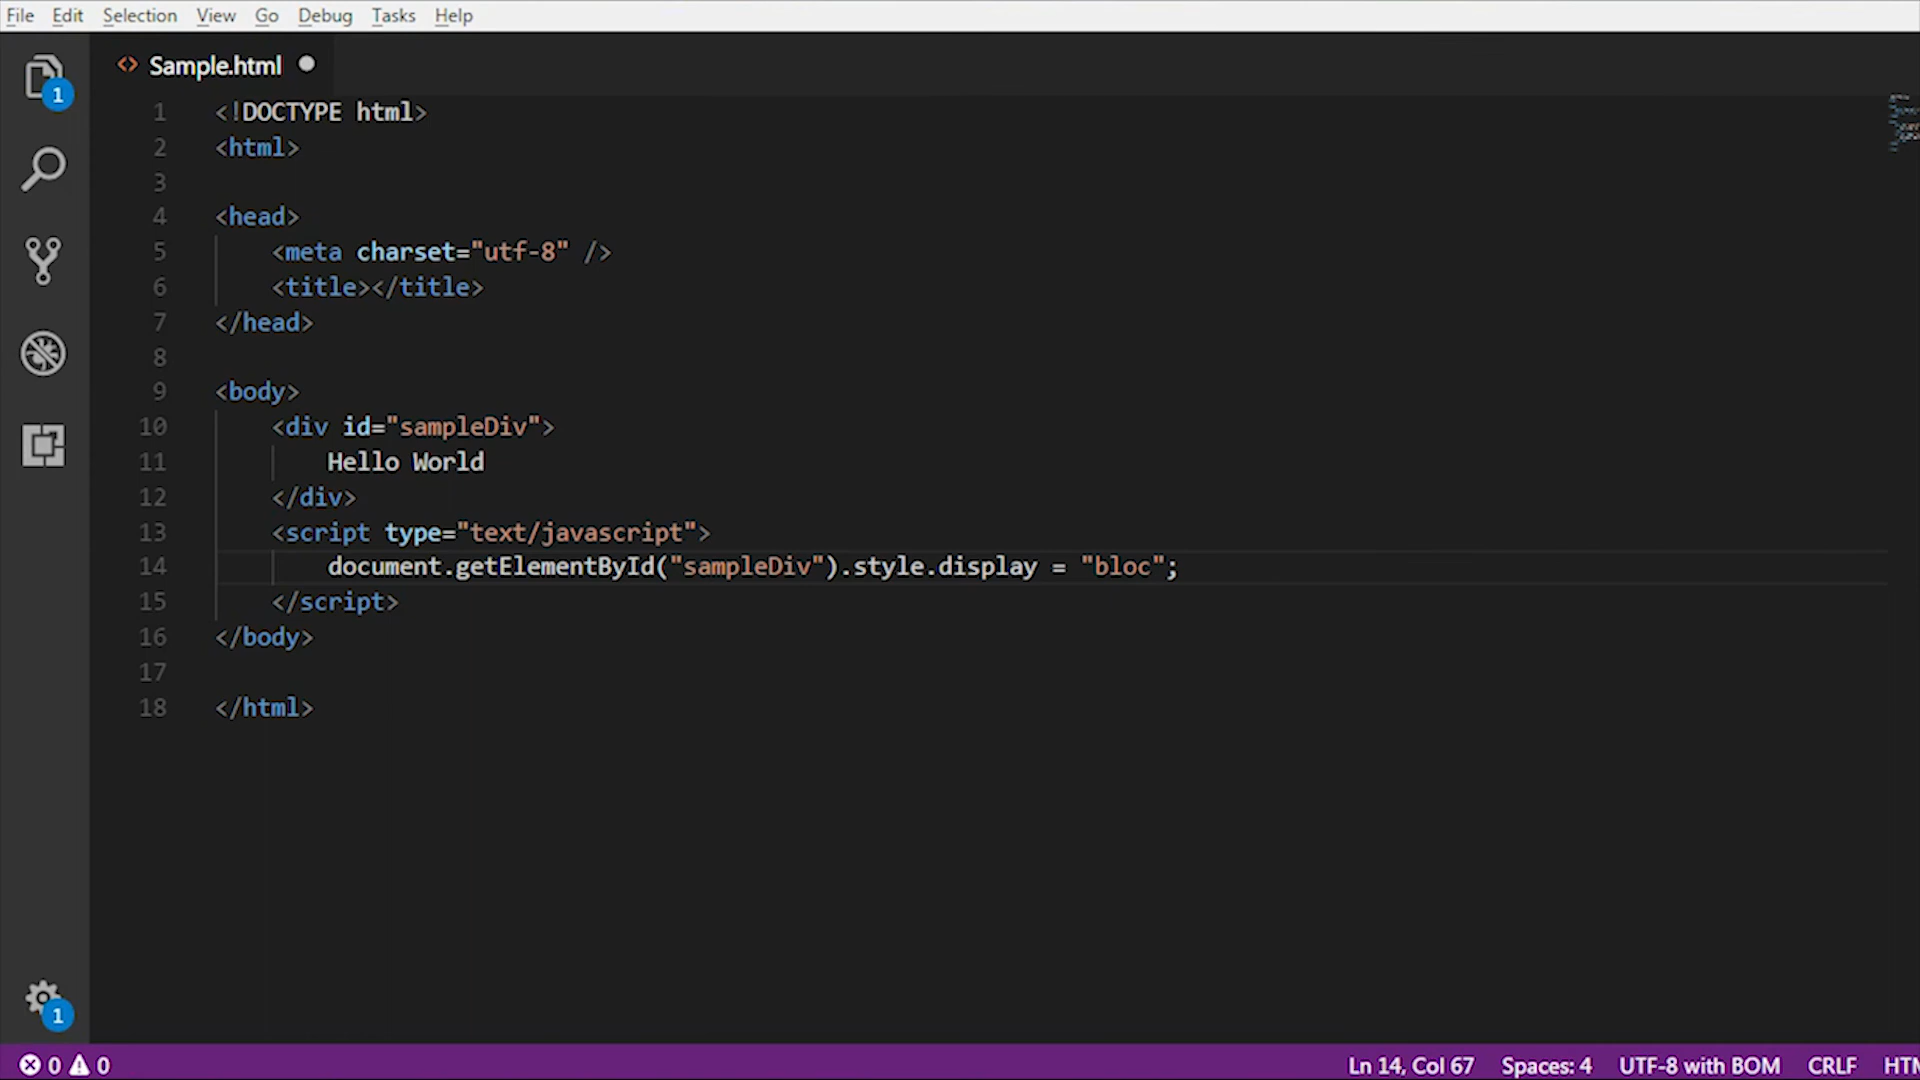 File Edit Selection View Go Debug Tasks Help
1
<> Sample.html
1 <!DOCTYPE html>
2 <html>
3
4 <head>
5     <meta charset="utf-8" />
6     <title></title>
7 </head>
8
9 <body>
10     <div id="sampleDiv">
11         Hello World
12     </div>
13     <script type="text/javascript">
14         document.getElementById("sampleDiv").style.display = "bloc";
15     </script>
16 </body>
17
18 </html>
1
0 0 Ln 14, Col 67 Spaces: 4 UTF-8 with BOM CRLF HTM